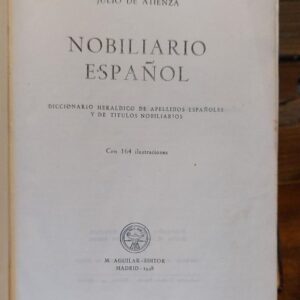 JULIO DE ATIENZA
NOBILIARIO
ESPAÑOL
DICCIONARIO HERALDICO DE APELLIDOS ESPAÑOLES
Y DE TITULOS NOBILIARIOS
Con 164 ilustraciones
M. AGUILAR-EDITOR
MADRID-1948